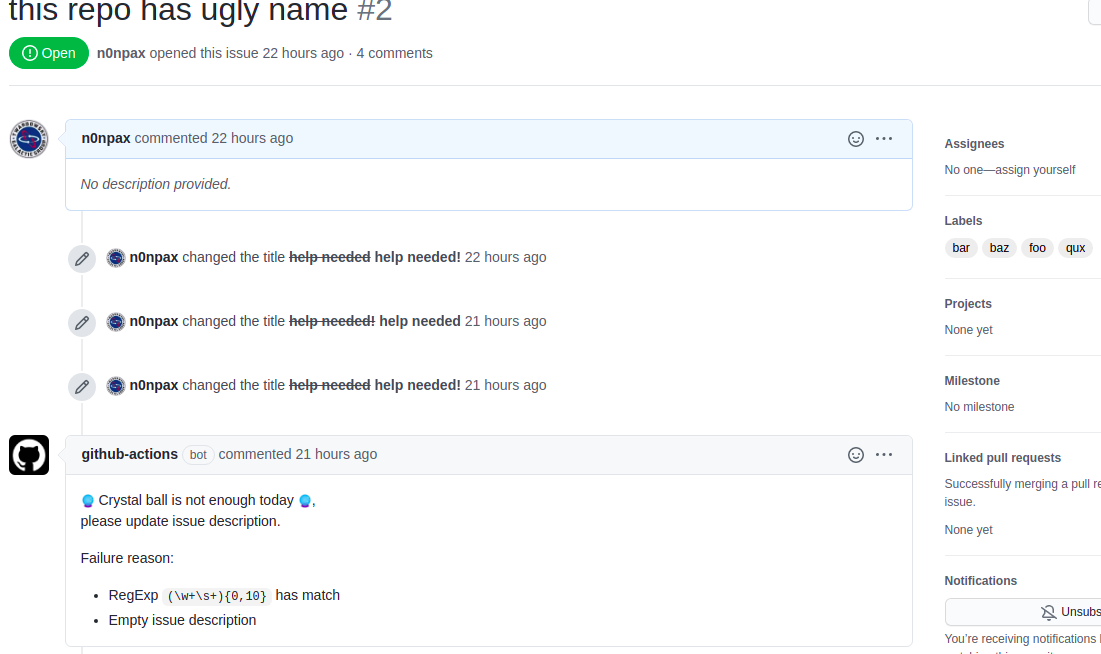 this repo has ugly name #2
Open n0npax opened this issue 22 hours ago · 4 comments
n0npax commented 22 hours ago
No description provided.
n0npax changed the title help needed help needed! 22 hours ago
n0npax changed the title help needed! help needed 21 hours ago
n0npax changed the title help needed help needed! 21 hours ago
github-actions bot commented 21 hours ago
🔮 Crystal ball is not enough today 🔮,
please update issue description.
Failure reason:
• RegExp (\w+\s+){0,10} has match
• Empty issue description
Assignees
No one—assign yourself
Labels
bar baz foo qux
Projects
None yet
Milestone
No milestone
Linked pull requests
Successfully merging a pull re
issue.
None yet
Notifications
Unsubs
You're receiving notifications